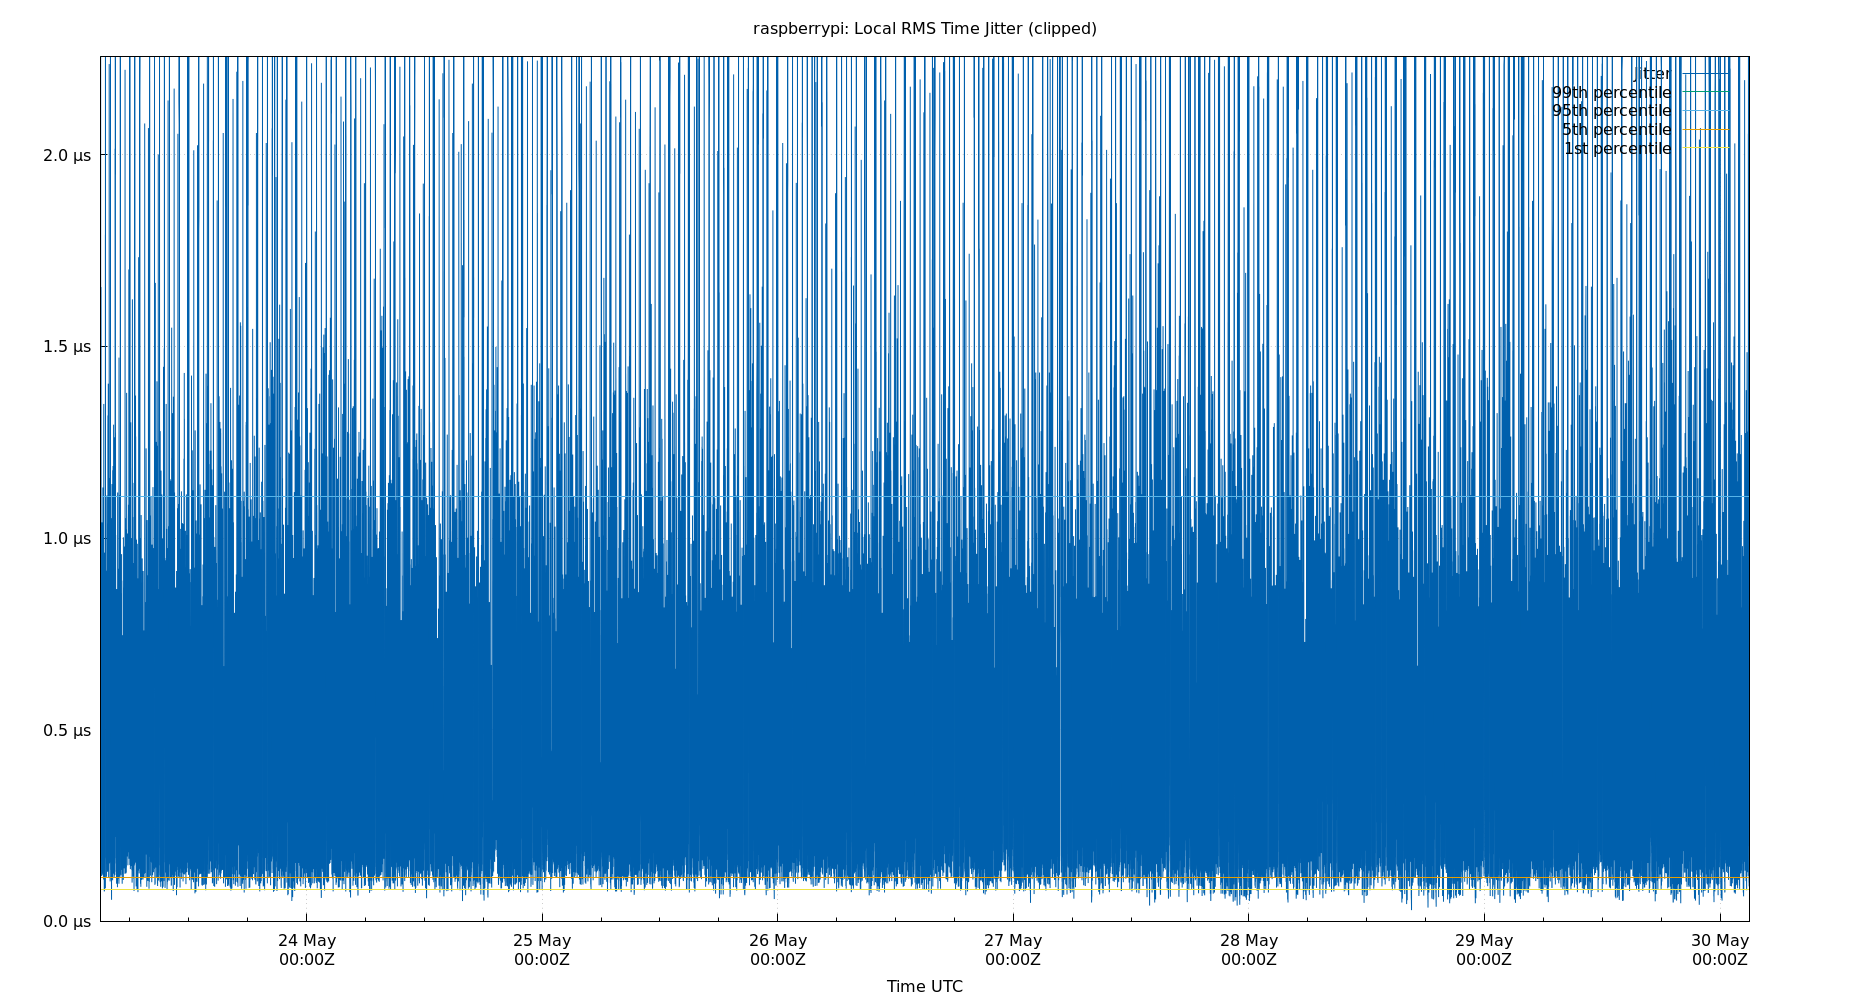 raspberrypi: Local RMS Time Jitter (clipped)
Jitter
99th percentile
95th percentile
5th percentile
1st percentile
2.0 μs
1.5 μs
1.0 μs
0.5 μs
0.0 μs
24 May 25 May 26 May 27 May 28 May 29 May 30 May
00:00Z 00:00Z 00:00Z 00:00Z 00:00Z 00:00Z 00:00Z
Time UTC